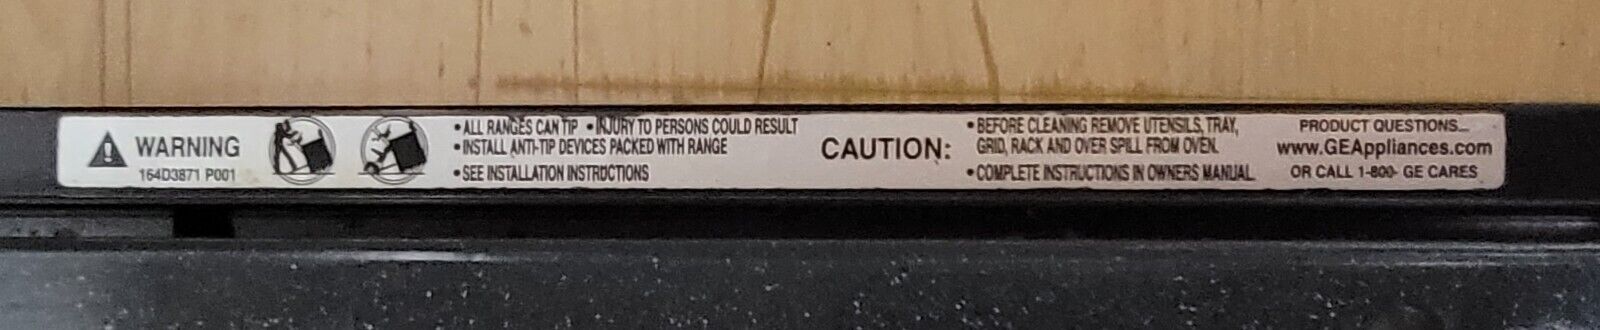 WARNING
164D3871 P001
• ALL RANGES CAN TIP • INJURY TO PERSONS COULD RESULT
• INSTALL ANTI-TIP DEVICES PACKED WITH RANGE
• SEE INSTALLATION INSTRUCTIONS
CAUTION:
• BEFORE CLEANING REMOVE UTENSILS, TRAY,
GRID, RACK AND OVER SPILL FROM OVEN.
• COMPLETE INSTRUCTIONS IN OWNERS MANUAL
PRODUCT QUESTIONS...
www.GEAppliances.com
OR CALL 1-800- GE CARES